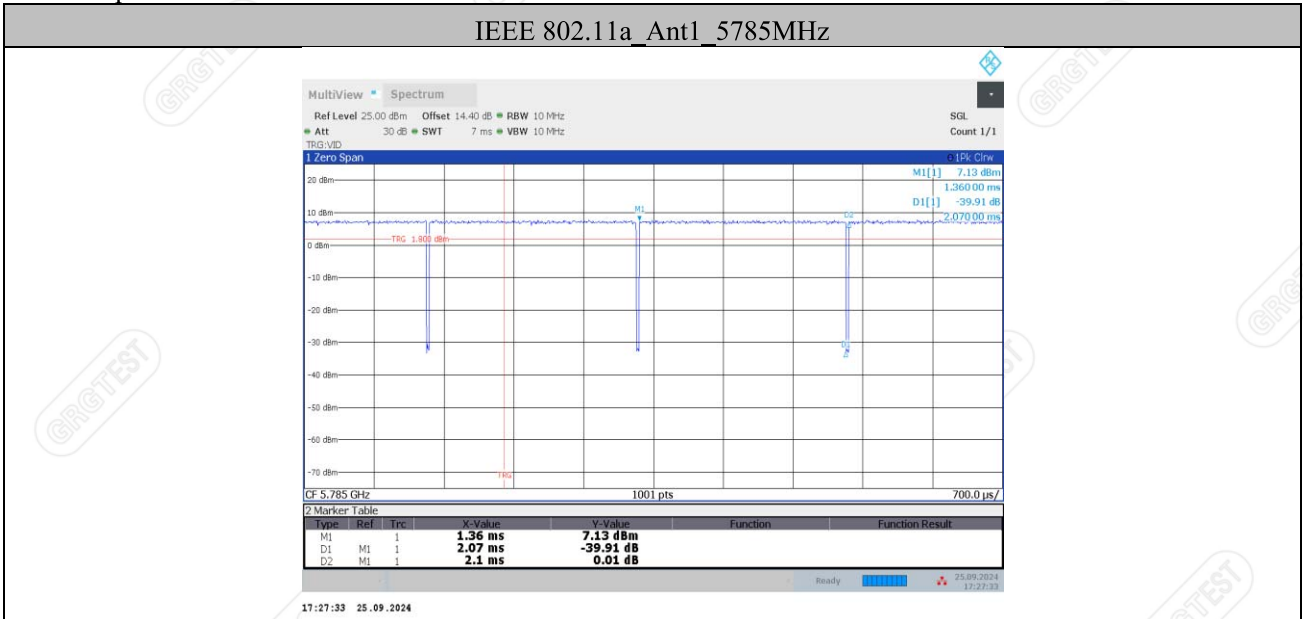 IEEE 802.11a_Ant1_5785MHz
MultiView Spectrum
Ref Level 25.00 dBm Offset 14.40 dB RBW 10 MHz SGL
Att 30 dB SWT 7 ms VBW 10 MHz Count 1/1
TRG:VID
1 Zero Span 1Pk Clrw
M1[1] 7.13 dBm
20 dBm
1.360 00 ms
D1[1] -39.91 dB
10 dBm M1 D2 2.070 00 ms
TRG 1.800 dBm
0 dBm
-10 dBm
-20 dBm
-30 dBm
-40 dBm
-50 dBm
-60 dBm
-70 dBm TRG
CF 5.785 GHz 1001 pts 700.0 µs/
2 Marker Table
Type Ref Trc X-Value Y-Value Function Function Result
M1 1 1.36 ms 7.13 dBm
D1 M1 1 2.07 ms -39.91 dB
D2 M1 1 2.1 ms 0.01 dB
Ready 25.09.2024
17:27:33
17:27:33 25.09.2024
GRGTEST
GRGTEST
GRGTEST